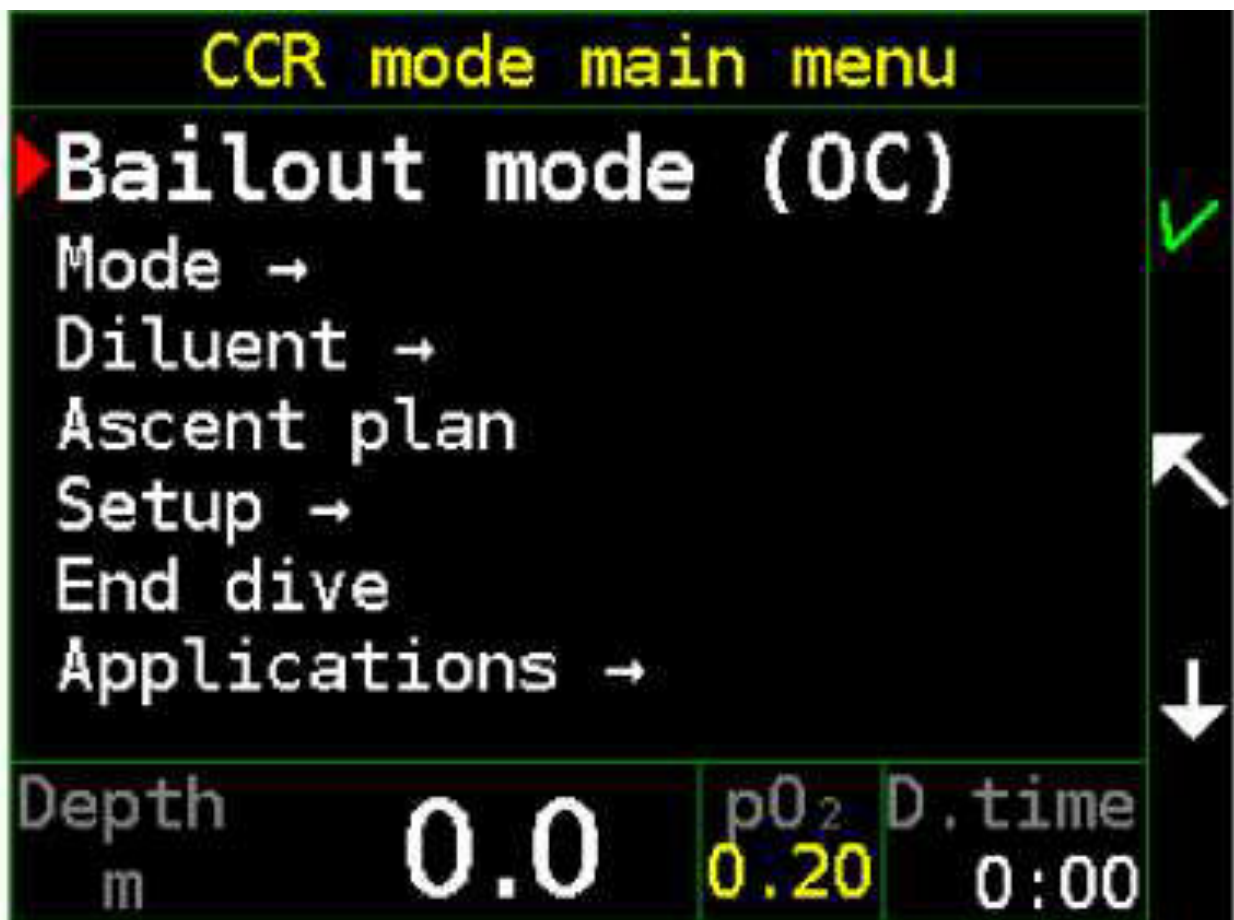 CCR mode main menu
Bailout mode (OC)
Mode →
Diluent →
Ascent plan
Setup →
End dive
Applications →
Depth m 0.0
pO₂ 0.20
D.time 0:00